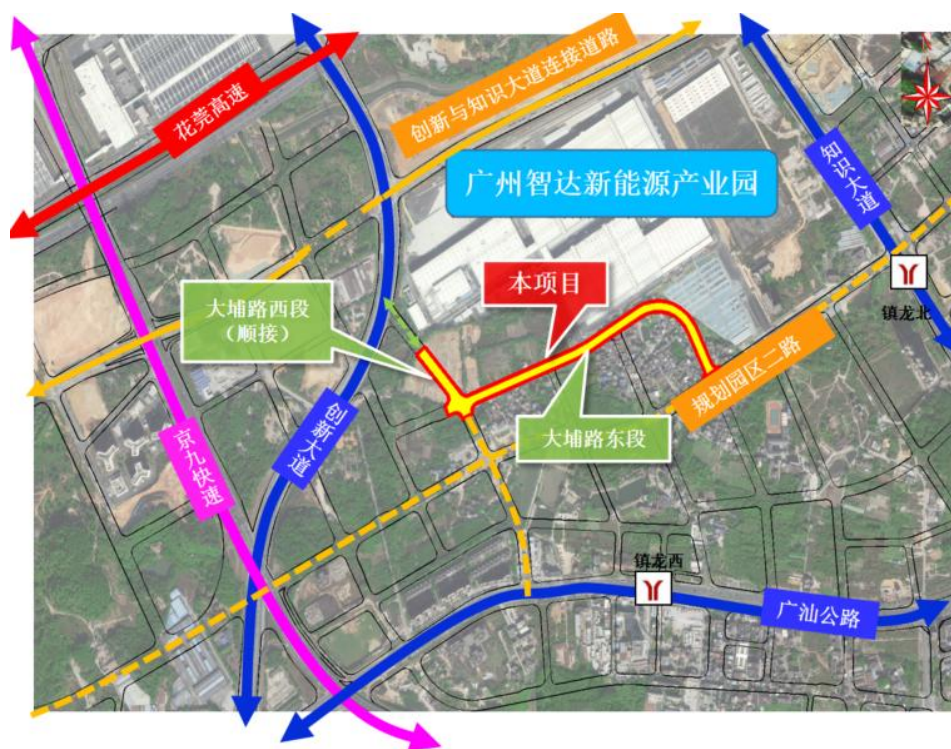 花莞高速
创新与知识大道连接道路
知识大道
广州智达新能源产业园
本项目
大埔路西段
（顺接）
镇龙北
规划园区二路
大埔路东段
创新大道
京九快速
镇龙西
广汕公路